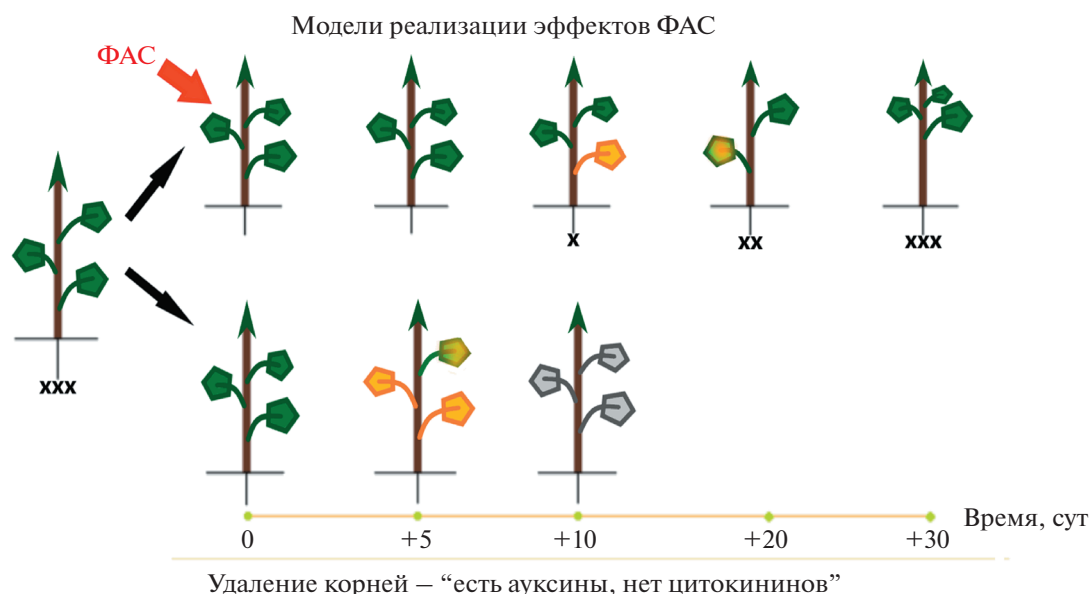 Модели реализации эффектов ФАС
ФАС
x
xx
xxx
xxx
Время, сут
0
+5
+10
+20
+30
Удаление корней – “есть ауксины, нет цитокининов”